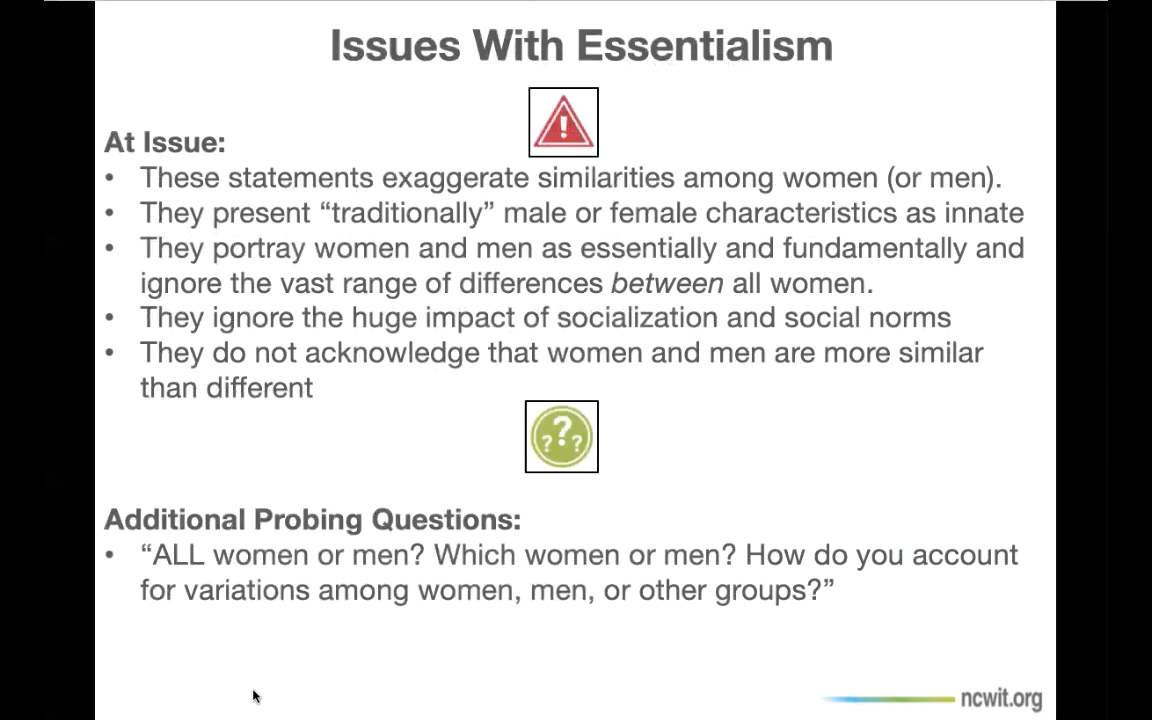 Issues With Essentialism
!
At Issue:
• These statements exaggerate similarities among women (or men).
• They present “traditionally” male or female characteristics as innate
• They portray women and men as essentially and fundamentally and
ignore the vast range of differences between all women.
• They ignore the huge impact of socialization and social norms
• They do not acknowledge that women and men are more similar
than different
???
Additional Probing Questions:
• “ALL women or men? Which women or men? How do you account
for variations among women, men, or other groups?”
ncwit.org